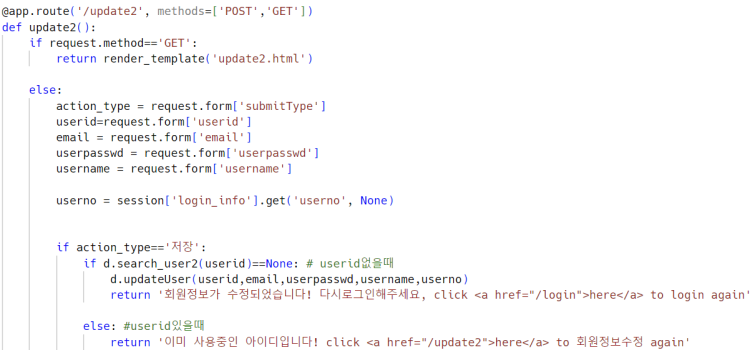 @app.route('/update2', methods=['POST','GET'])
def update2():
    if request.method=='GET':
        return render_template('update2.html')

    else:
        action_type = request.form['submitType']
        userid=request.form['userid']
        email = request.form['email']
        userpasswd = request.form['userpasswd']
        username = request.form['username']

        userno = session['login_info'].get('userno', None)


        if action_type=='저장':
            if d.search_user2(userid)==None: # userid없을때
                d.updateUser(userid,email,userpasswd,username,userno)
                return '회원정보가 수정되었습니다! 다시로그인해주세요, click <a href="/login">here</a> to login again'

            else: #userid있을때
                return '이미 사용중인 아이디입니다! click <a href="/update2">here</a> to 회원정보수정 again'